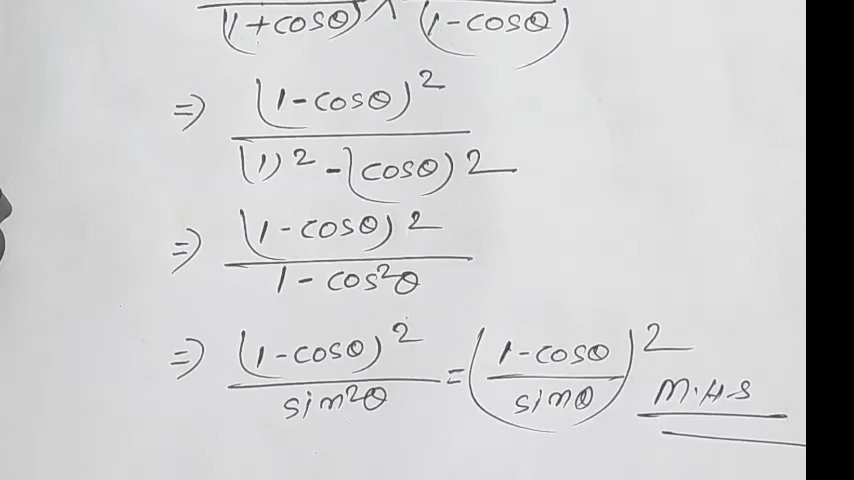 (1+cosθ) × (1-cosθ)
⇒ (1-cosθ)²
(1)² - (cosθ)²
⇒ (1-cosθ)²
1 - cos²θ
⇒ (1-cosθ)² / sin²θ = ((1-cosθ) / sinθ)² M.H.S